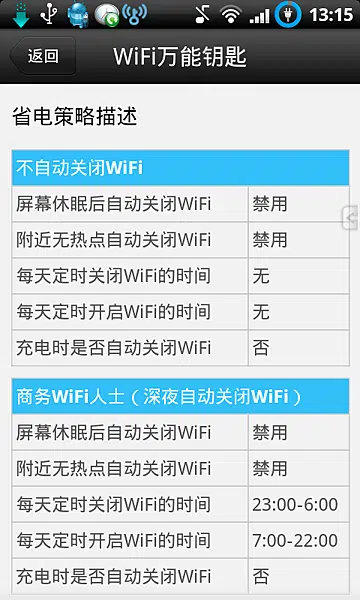 13:15
返回
WiFi万能钥匙
省电策略描述
不自动关闭WiFi
屏幕休眠后自动关闭WiFi 禁用
附近无热点自动关闭WiFi 禁用
每天定时关闭WiFi的时间 无
每天定时开启WiFi的时间 无
充电时是否自动关闭WiFi 否
商务WiFi人士（深夜自动关闭WiFi）
屏幕休眠后自动关闭WiFi 禁用
附近无热点自动关闭WiFi 禁用
每天定时关闭WiFi的时间 23:00-6:00
每天定时开启WiFi的时间 7:00-22:00
充电时是否自动关闭WiFi 否